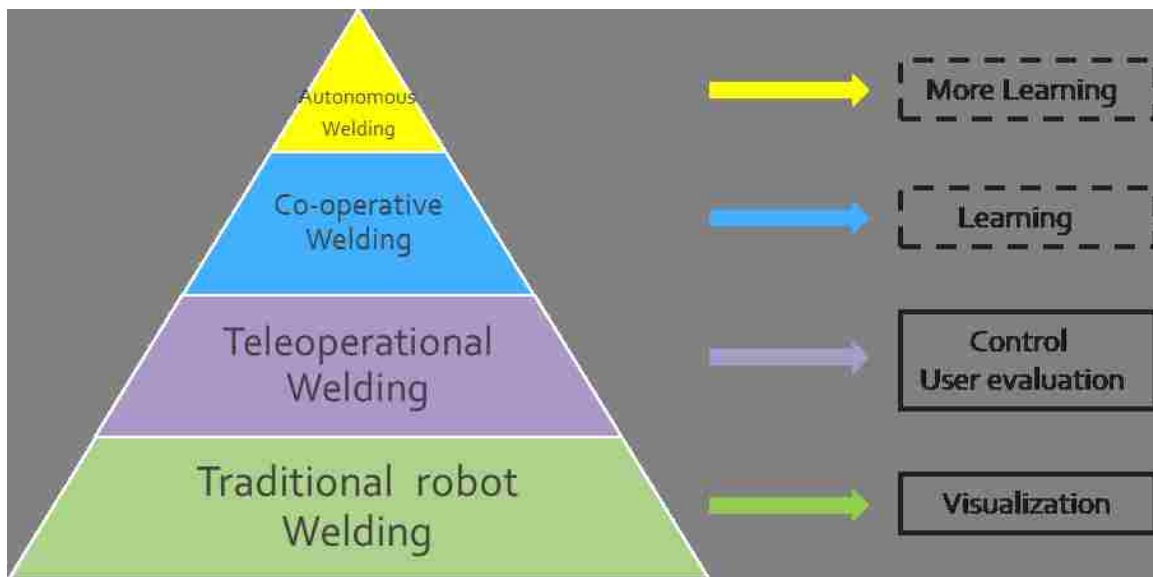 Autonomous
Welding
More Learning
Co-operative
Welding
Learning
Teleoperational
Welding
Control
User evaluation
Traditional robot
Welding
Visualization